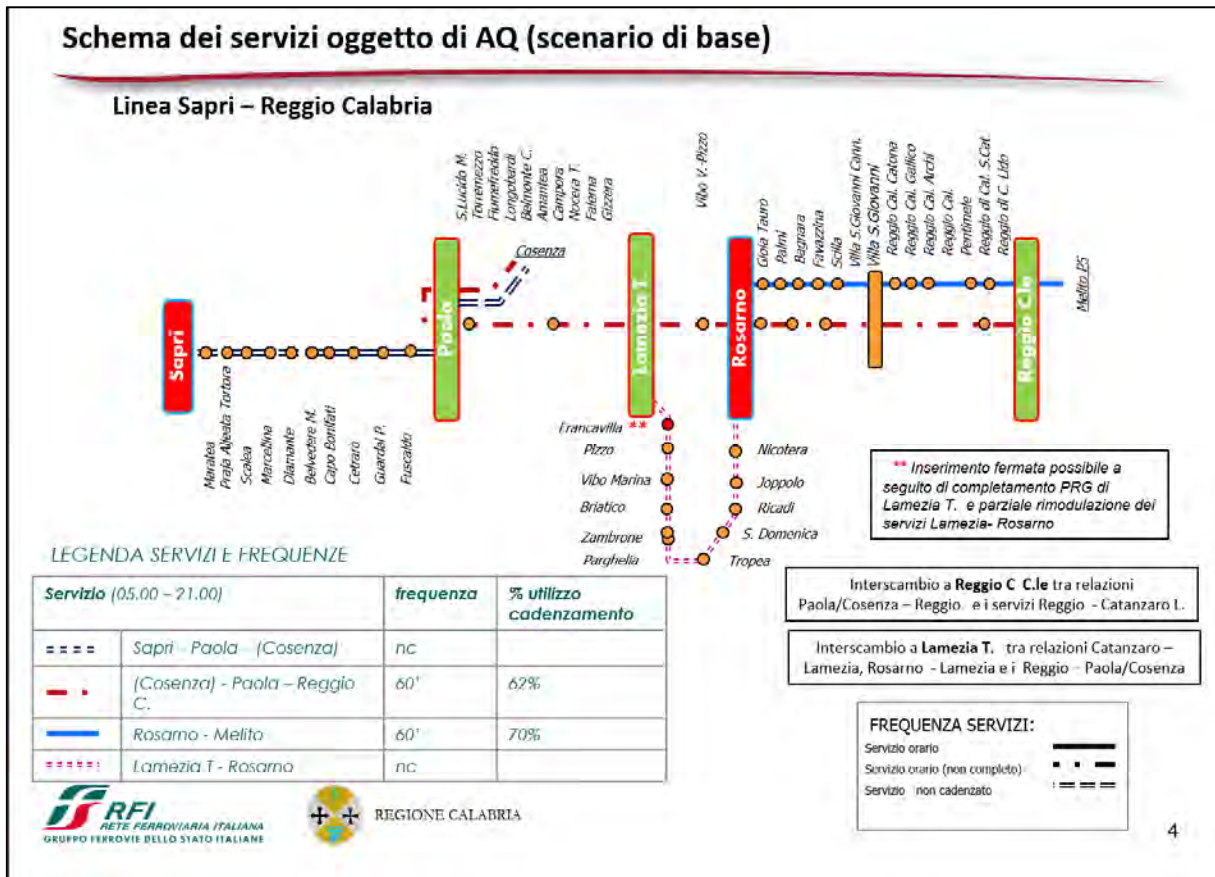 Schema dei servizi oggetto di AQ (scenario di base)
Linea Sapri – Reggio Calabria
S.Lucido M.
Torremezzo
Fiumefreddo
Longobardi
Belmonte C.
Amantea
Campora
Nocera T.
Falerna
Gizzera
Vibo V.-Pizzo
Gioia Tauro
Palmi
Bagnara
Favazzina
Scilla
Villa S.Giovanni Cann.
Villa S.Giovanni
Reggio Cal. Catona
Reggio Cal. Gallico
Reggio Cal. Archi
Reggio Cal.
Pentimele
Reggio di Cal. S.Cat.
Reggio di C. Lido
Cosenza
Melito PS
Sapri
Paola
Lamezia T.
Rosarno
Reggio C.le
Maratea
Praja Ajeata Tortora
Scalea
Marcellina
Diamante
Belvedere M.
Capo Bonifati
Cetraro
Guardai P.
Fuscaldo
Francavilla **
Pizzo
Vibo Marina
Briatico
Zambrone
Parghelia
Nicotera
Joppolo
Ricadi
S. Domenica
Tropea
** Inserimento fermata possibile a
seguito di completamento PRG di
Lamezia T. e parziale rimodulazione dei
servizi Lamezia- Rosarno
LEGENDA SERVIZI E FREQUENZE
Servizio (05.00 – 21.00) frequenza % utilizzo
cadenzamento
Sapri - Paola - (Cosenza) nc
(Cosenza) - Paola – Reggio
C. 60' 62%
Rosarno - Melito 60' 70%
Lamezia T - Rosarno nc
Interscambio a Reggio C C.le tra relazioni
Paola/Cosenza – Reggio e i servizi Reggio - Catanzaro L.
Interscambio a Lamezia T. tra relazioni Catanzaro –
Lamezia, Rosarno - Lamezia e i Reggio – Paola/Cosenza
FREQUENZA SERVIZI:
Servizio orario
Servizio orario (non completo)
Servizio non cadenzato
RFI
RETE FERROVIARIA ITALIANA
GRUPPO FERROVIE DELLO STATO ITALIANE
REGIONE CALABRIA
4